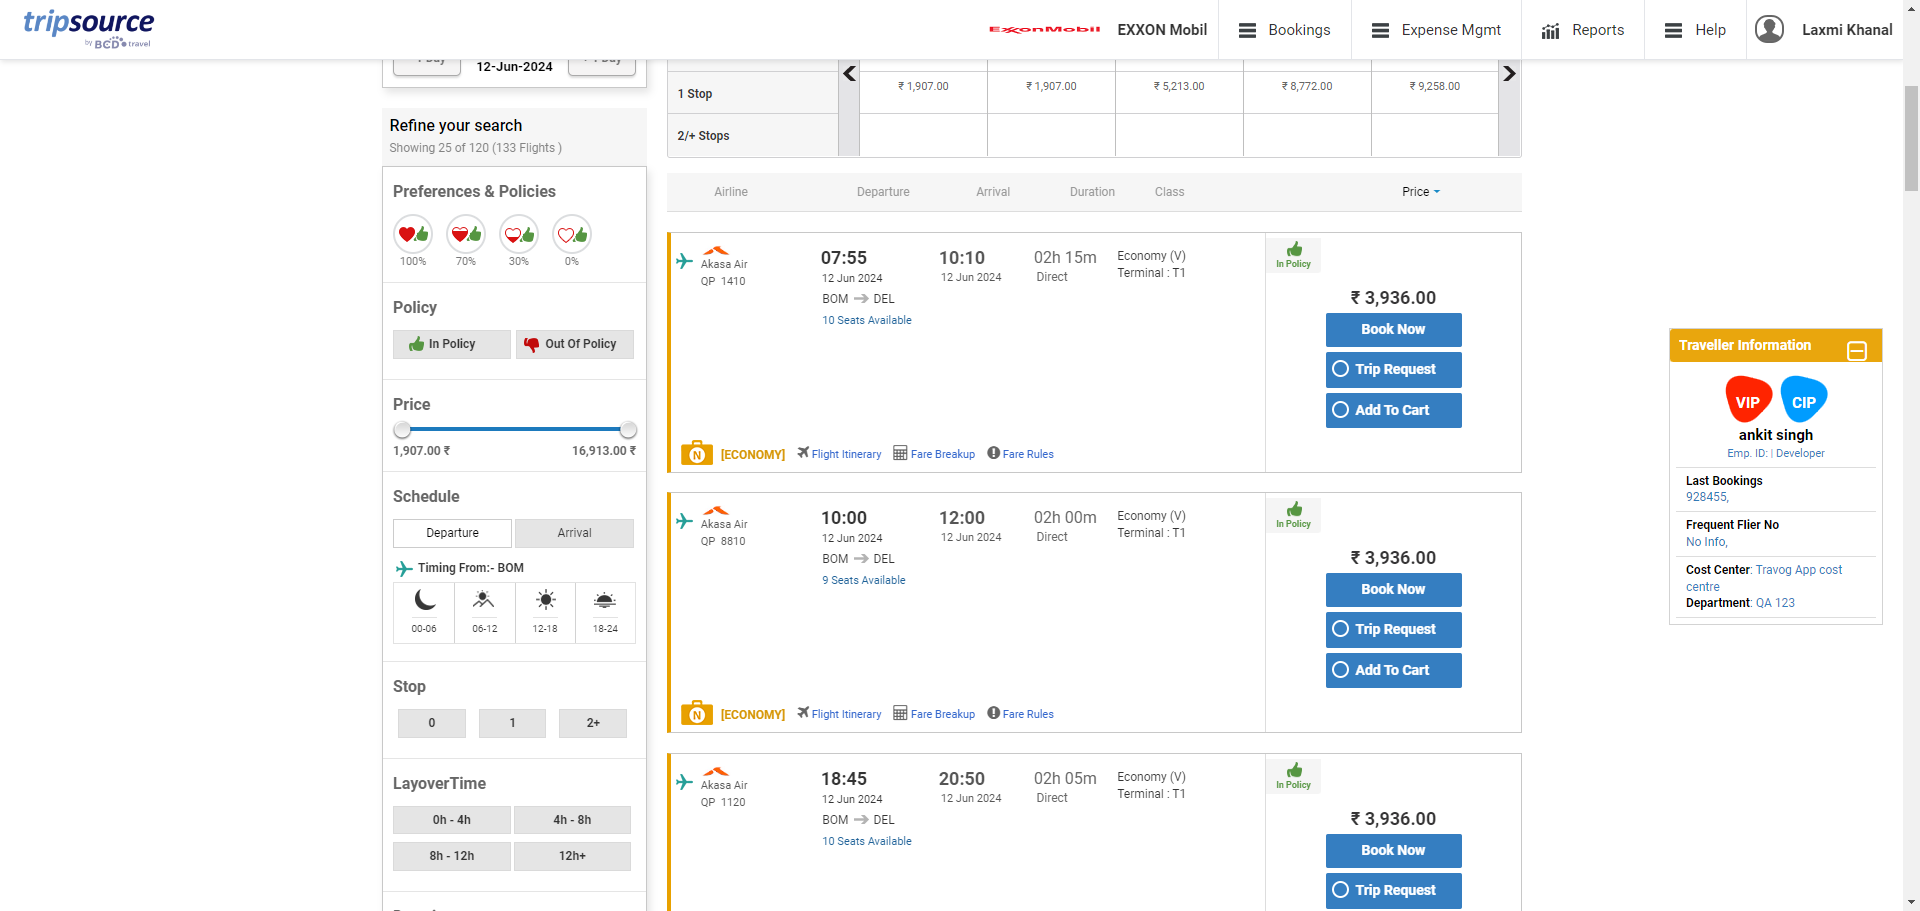 tripsource
by BCD travel
ExxonMobil
EXXON Mobil
Bookings
Expense Mgmt
Reports
Help
Laxmi Khanal
12-Jun-2024
Refine your search
Showing 25 of 120 (133 Flights )
Preferences & Policies
100%
70%
30%
0%
Policy
In Policy
Out Of Policy
Price
1,907.00 ₹
16,913.00 ₹
Schedule
Departure
Arrival
Timing From:- BOM
00-06
06-12
12-18
18-24
Stop
0
1
2+
LayoverTime
0h - 4h
4h - 8h
8h - 12h
12h+
1 Stop
₹ 1,907.00
₹ 1,907.00
₹ 5,213.00
₹ 8,772.00
₹ 9,258.00
2/+ Stops
Airline
Departure
Arrival
Duration
Class
Price
Akasa Air
QP 1410
07:55
12 Jun 2024
BOM
DEL
10 Seats Available
10:10
12 Jun 2024
02h 15m
Direct
Economy (V)
Terminal : T1
In Policy
₹ 3,936.00
Book Now
Trip Request
Add To Cart
N
[ECONOMY]
Flight Itinerary
Fare Breakup
Fare Rules
Akasa Air
QP 8810
10:00
12 Jun 2024
BOM
DEL
9 Seats Available
12:00
12 Jun 2024
02h 00m
Direct
Economy (V)
Terminal : T1
In Policy
₹ 3,936.00
Book Now
Trip Request
Add To Cart
N
[ECONOMY]
Flight Itinerary
Fare Breakup
Fare Rules
Akasa Air
QP 1120
18:45
12 Jun 2024
BOM
DEL
10 Seats Available
20:50
12 Jun 2024
02h 05m
Direct
Economy (V)
Terminal : T1
In Policy
₹ 3,936.00
Book Now
Trip Request
Traveller Information
VIP
CIP
ankit singh
Emp. ID: | Developer
Last Bookings
928455,
Frequent Flier No
No Info,
Cost Center: Travog App cost
centre
Department: QA 123